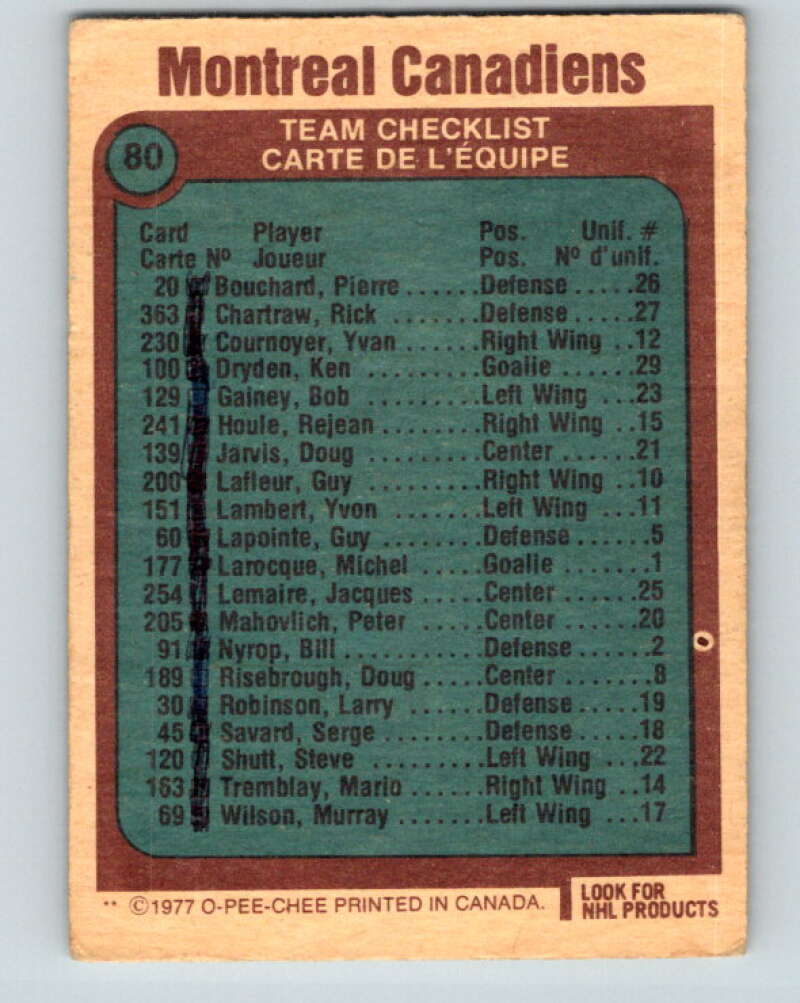 Montreal Canadiens
80
TEAM CHECKLIST
CARTE DE L'ÉQUIPE
Card Player Pos. Unif. #
Carte Nº Joueur Pos. Nº d'unif.
20 Bouchard, Pierre......Defense.....26
363 Chartraw, Rick .......Defense.....27
230 Cournoyer, Yvan ......Right Wing ..12
100 Dryden, Ken .........Goalie ......29
129 Gainey, Bob .........Left Wing ...23
241 Houle, Rejean........Right Wing ..15
139 Jarvis, Doug .........Center ......21
200 Lafleur, Guy .........Right Wing ..10
151 Lambert, Yvon .......Left Wing ...11
60 Lapointe, Guy ........Defense......5
177 Larocque, Michel .....Goalie .......1
254 Lemaire, Jacques .....Center ......25
205 Mahovlich, Peter .....Center ......20
91 Nyrop, Bill ...........Defense......2
189 Risebrough, Doug ....Center .......8
30 Robinson, Larry ......Defense.....19
45 Savard, Serge ........Defense.....18
120 Shutt, Steve .........Left Wing ...22
163 Tremblay, Mario ......Right Wing ..14
69 Wilson, Murray .......Left Wing ...17
** ©1977 O-PEE-CHEE PRINTED IN CANADA.
LOOK FOR
NHL PRODUCTS